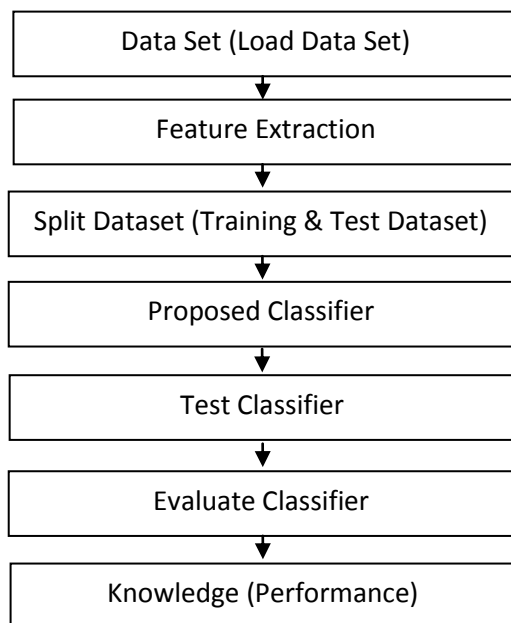 Data Set (Load Data Set)
Feature Extraction
Split Dataset (Training & Test Dataset)
Proposed Classifier
Test Classifier
Evaluate Classifier
Knowledge (Performance)